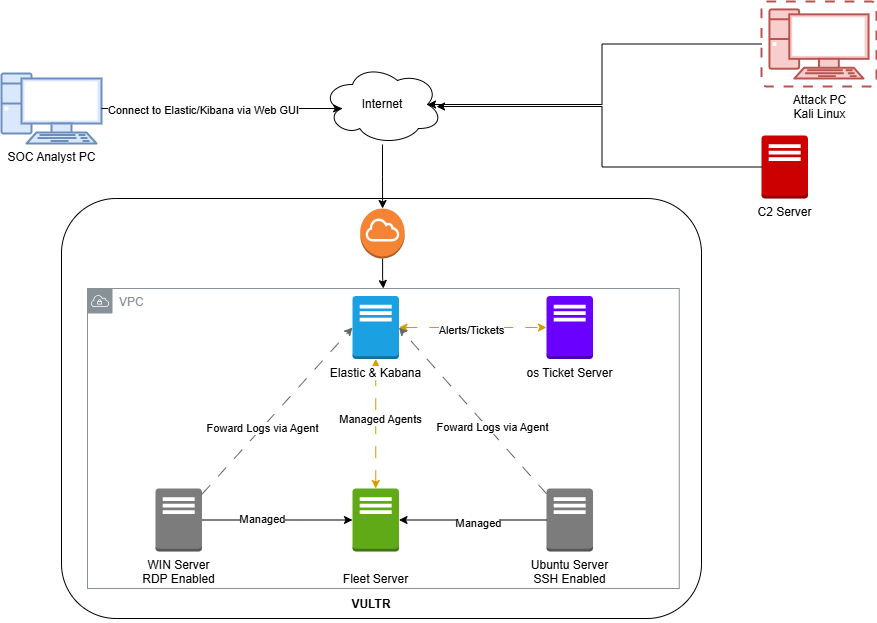 Attack PC
Kali Linux
Internet
Connect to Elastic/Kibana via Web GUI
SOC Analyst PC
C2 Server
VPC
Alerts/Tickets
Elastic & Kabana
os Ticket Server
Managed Agents
Foward Logs via Agent
Foward Logs via Agent
Managed
Managed
WIN Server
RDP Enabled
Fleet Server
Ubuntu Server
SSH Enabled
VULTR